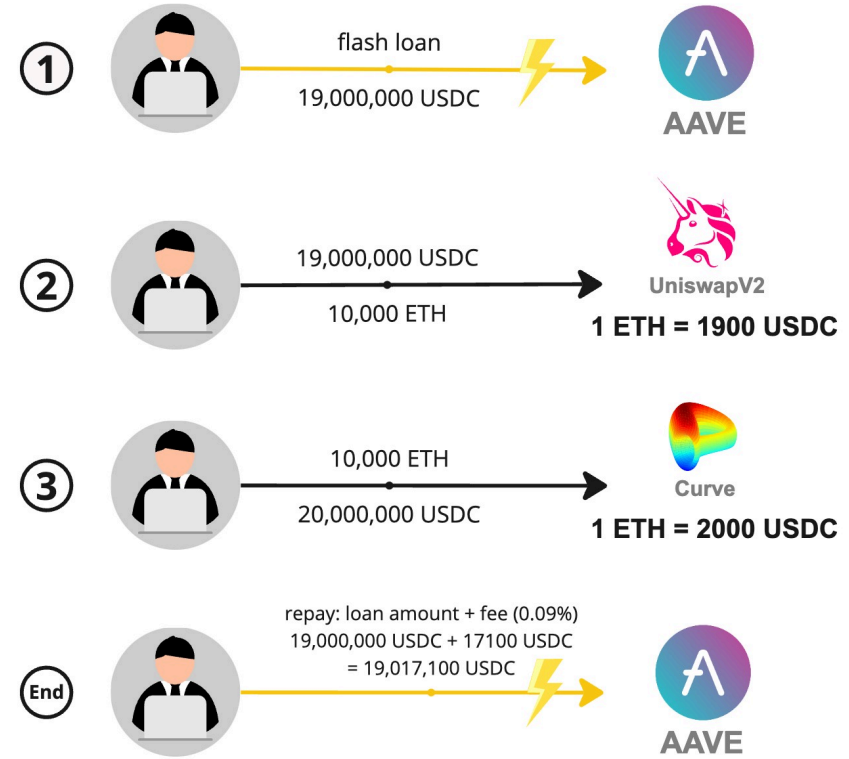 1
flash loan
19,000,000 USDC
AAVE
2
19,000,000 USDC
10,000 ETH
UniswapV2
1 ETH = 1900 USDC
3
10,000 ETH
20,000,000 USDC
Curve
1 ETH = 2000 USDC
End
repay: loan amount + fee (0.09%)
19,000,000 USDC + 17100 USDC
= 19,017,100 USDC
AAVE